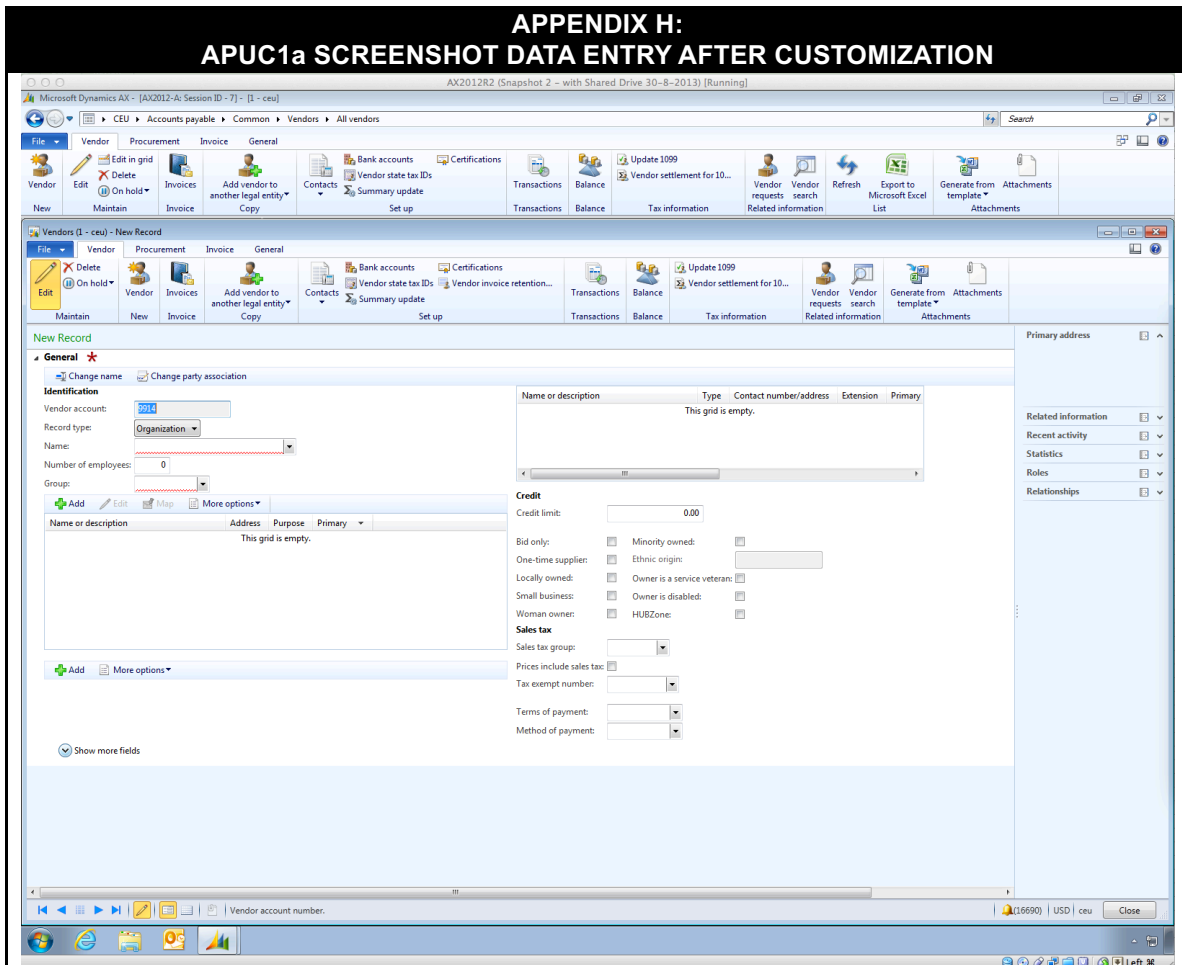 APPENDIX H:
APUC1a SCREENSHOT DATA ENTRY AFTER CUSTOMIZATION
AX2012R2 (Snapshot 2 – with Shared Drive 30-8-2013) [Running]
Microsoft Dynamics AX - [AX2012-A: Session ID - 7] - [1 - ceu]
CEU Accounts payable Common Vendors All vendors
Search
File Vendor Procurement Invoice General
Vendor
Edit
Edit in grid
Delete
On hold
Invoices
Add vendor to another legal entity
Contacts
Bank accounts
Vendor state tax IDs
Summary update
Certifications
Transactions
Balance
Update 1099
Vendor settlement for 10...
Vendor requests
Vendor search
Refresh
Export to Microsoft Excel
Generate from template
Attachments
New Maintain Invoice Copy Set up Transactions Balance Tax information Related information List Attachments
Vendors (1 - ceu) - New Record
File Vendor Procurement Invoice General
Edit
Delete
On hold
Vendor
Invoices
Add vendor to another legal entity
Contacts
Bank accounts
Vendor state tax IDs
Summary update
Certifications
Vendor invoice retention...
Transactions
Balance
Update 1099
Vendor settlement for 10...
Vendor requests
Vendor search
Generate from template
Attachments
Maintain New Invoice Copy Set up Transactions Balance Tax information Related information Attachments
New Record
General
Change name Change party association
Identification
Vendor account: 9914
Record type: Organization
Name:
Number of employees: 0
Group:
Add Edit Map More options
Name or description Address Purpose Primary
This grid is empty.
Add More options
Show more fields
Name or description Type Contact number/address Extension Primary
This grid is empty.
Credit
Credit limit: 0.00
Bid only: Minority owned:
One-time supplier: Ethnic origin:
Locally owned: Owner is a service veteran:
Small business: Owner is disabled:
Woman owner: HUBZone:
Sales tax
Sales tax group:
Prices include sales tax:
Tax exempt number:
Terms of payment:
Method of payment:
Primary address
Related information
Recent activity
Statistics
Roles
Relationships
Vendor account number.
(16690) USD ceu Close
Left ⌘